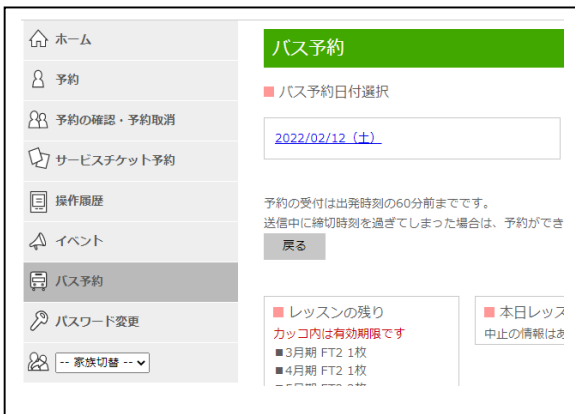 ホーム
予約
予約の確認・予約取消
サービスチケット予約
操作履歴
イベント
バス予約
パスワード変更
-- 家族切替 --
バス予約
バス予約日付選択
2022/02/12（土）
予約の受付は出発時刻の60分前までです。
送信中に締切時刻を過ぎてしまった場合は、予約ができ
戻る
レッスンの残り
カッコ内は有効期限です
■3月期 FT2 1枚
■4月期 FT2 1枚
本日レッス
中止の情報はあ